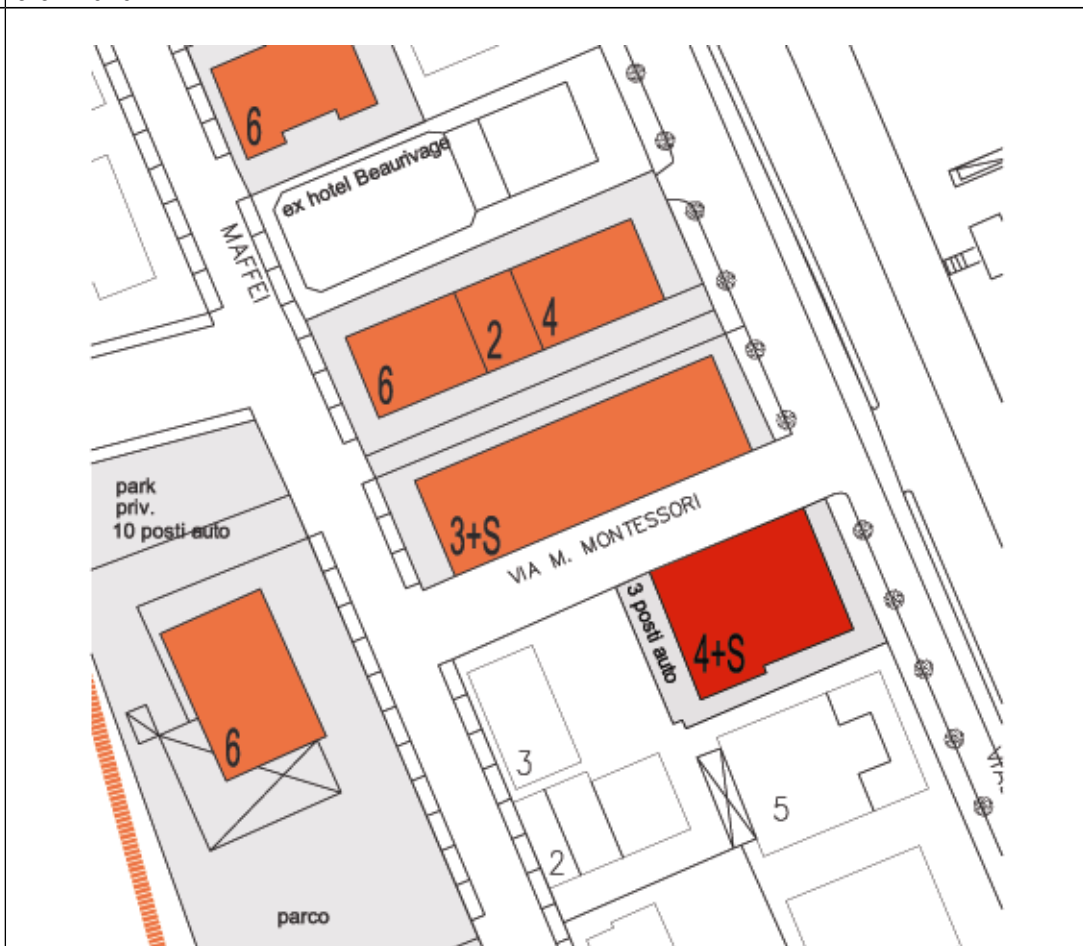 6
ex hotel Beaurivage
MAFFEI
6
2
4
park
priv.
10 posti auto
3+S
VIA M. MONTESSORI
3 posti auto
4+S
6
3
5
2
parco